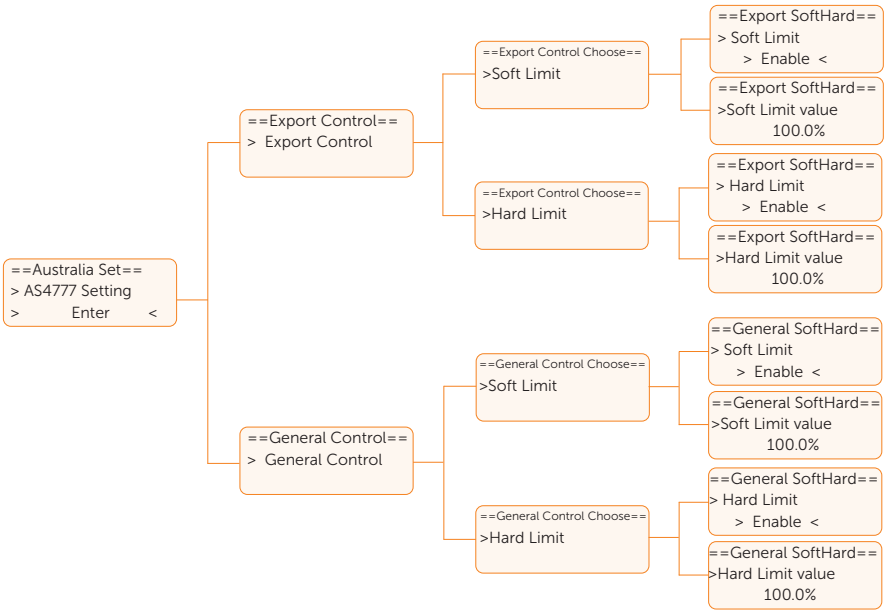 ==Australia Set==
> AS4777 Setting
> Enter <
==Export Control==
> Export Control
==General Control==
> General Control
==Export Control Choose==
>Soft Limit
==Export Control Choose==
>Hard Limit
==General Control Choose==
>Soft Limit
==General Control Choose==
>Hard Limit
==Export SoftHard==
> Soft Limit
> Enable <
==Export SoftHard==
>Soft Limit value
100.0%
==Export SoftHard==
> Hard Limit
> Enable <
==Export SoftHard==
>Hard Limit value
100.0%
==General SoftHard==
> Soft Limit
> Enable <
==General SoftHard==
>Soft Limit value
100.0%
==General SoftHard==
> Hard Limit
> Enable <
==General SoftHard==
>Hard Limit value
100.0%